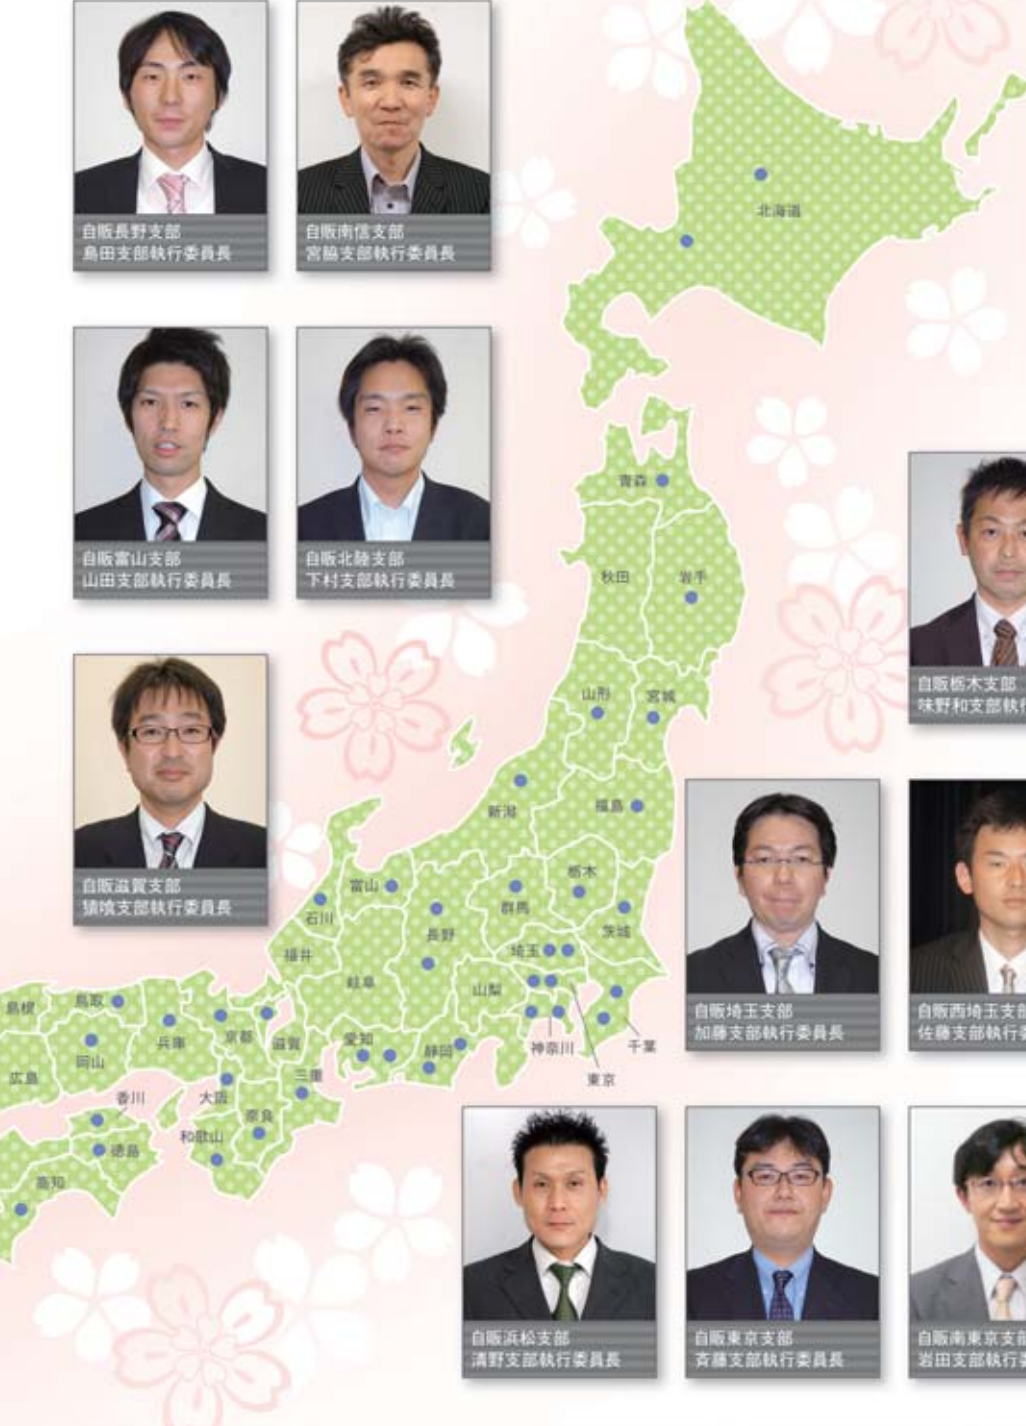 自販長野支部
島田支部執行委員長
自販南信支部
宮脇支部執行委員長
北海道
自販富山支部
山田支部執行委員長
自販北陸支部
下村支部執行委員長
青森
秋田
岩手
自販栃木支部
味野和支部執行
山形
宮城
自販滋賀支部
猿喰支部執行委員長
新潟
福島
富山
石川
福井
長野
群馬
栃木
茨城
埼玉
岐阜
山梨
自販埼玉支部
加藤支部執行委員長
自販西埼玉支部
佐藤支部執行委
島根
鳥取
兵庫
京都
滋賀
愛知
静岡
神奈川
千葉
東京
岡山
広島
香川
大阪
三重
奈良
和歌山
徳島
高知
自販浜松支部
清野支部執行委員長
自販東京支部
斉藤支部執行委員長
自販南東京支部
岩田支部執行委